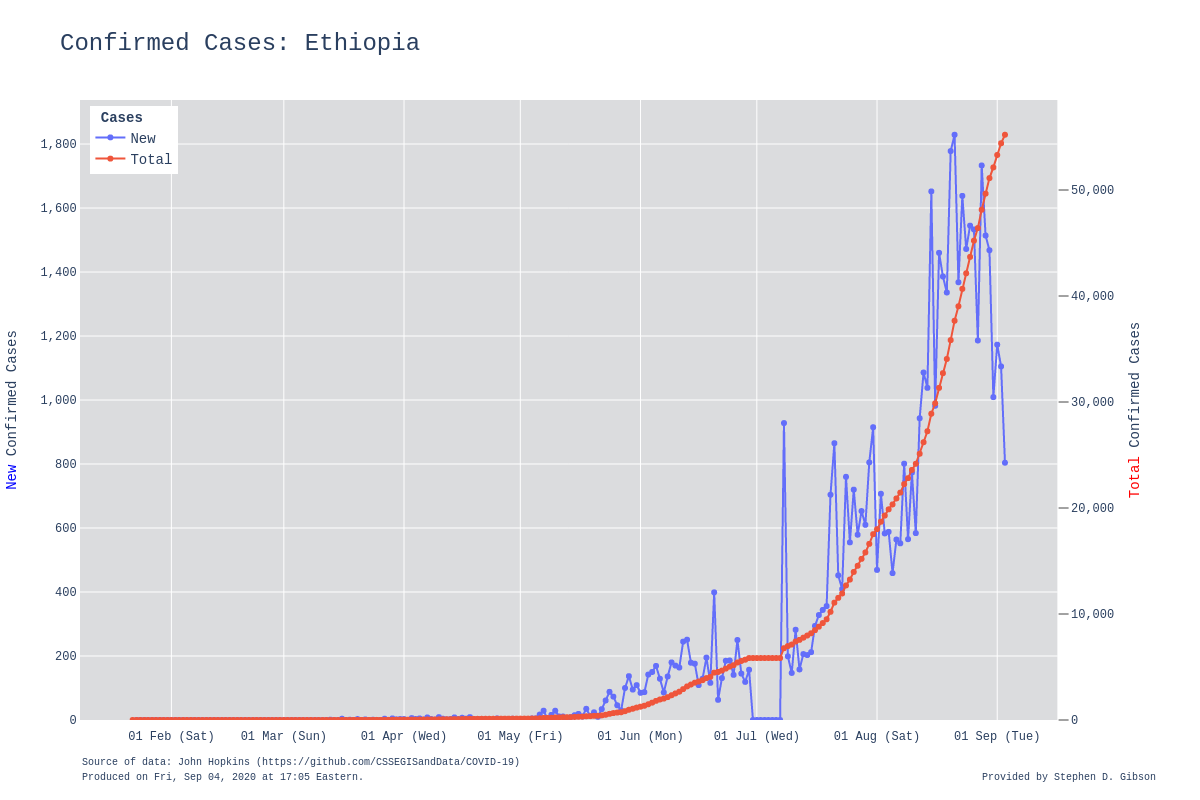 Confirmed Cases: Ethiopia
Cases
New
Total
1,800
1,600
1,400
1,200
1,000
800
600
400
200
0
New Confirmed Cases
50,000
40,000
30,000
20,000
10,000
0
Total Confirmed Cases
01 Feb (Sat) 01 Mar (Sun) 01 Apr (Wed) 01 May (Fri) 01 Jun (Mon) 01 Jul (Wed) 01 Aug (Sat) 01 Sep (Tue)
Source of data: John Hopkins (https://github.com/CSSEGISandData/COVID-19)
Produced on Fri, Sep 04, 2020 at 17:05 Eastern.
Provided by Stephen D. Gibson